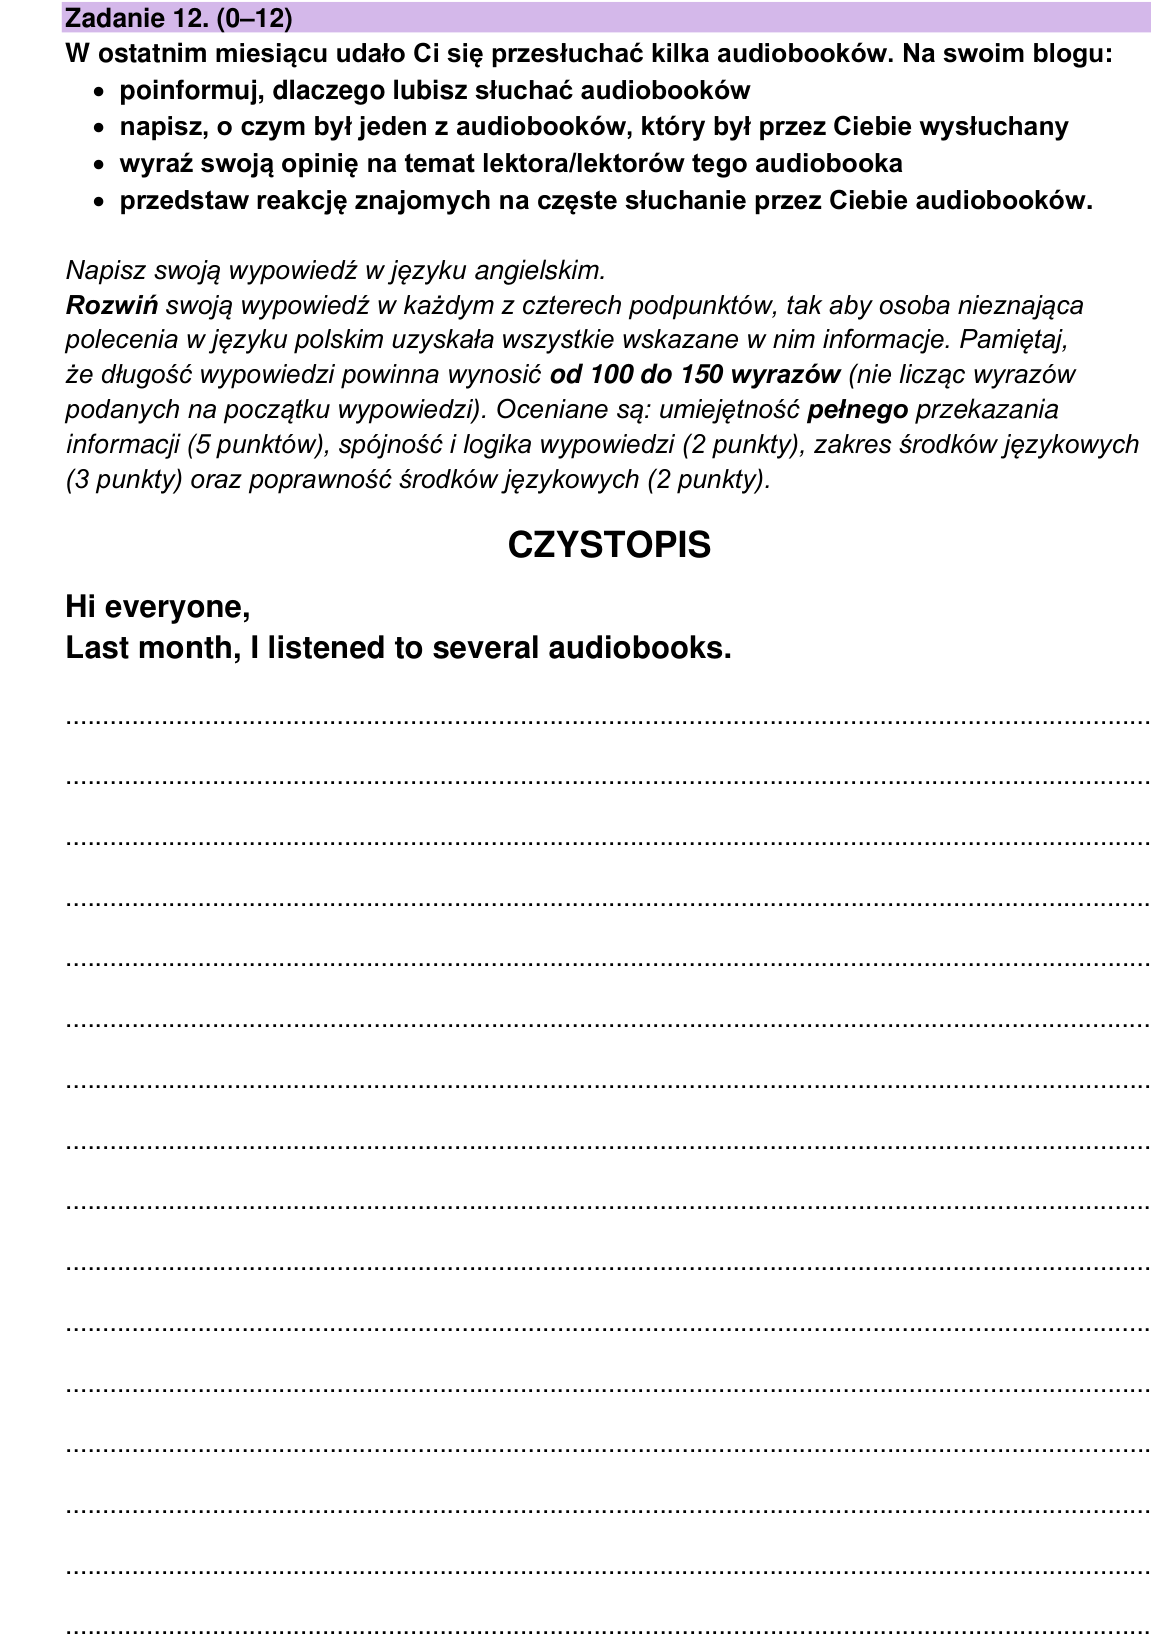 Zadanie 12. (0–12)
W ostatnim miesiącu udało Ci się przesłuchać kilka audiobooków. Na swoim blogu:
• poinformuj, dlaczego lubisz słuchać audiobooków
• napisz, o czym był jeden z audiobooków, który był przez Ciebie wysłuchany
• wyraź swoją opinię na temat lektora/lektorów tego audiobooka
• przedstaw reakcję znajomych na częste słuchanie przez Ciebie audiobooków.
Napisz swoją wypowiedź w języku angielskim.
Rozwiń swoją wypowiedź w każdym z czterech podpunktów, tak aby osoba nieznająca
polecenia w języku polskim uzyskała wszystkie wskazane w nim informacje. Pamiętaj,
że długość wypowiedzi powinna wynosić od 100 do 150 wyrazów (nie licząc wyrazów
podanych na początku wypowiedzi). Oceniane są: umiejętność pełnego przekazania
informacji (5 punktów), spójność i logika wypowiedzi (2 punkty), zakres środków językowych
(3 punkty) oraz poprawność środków językowych (2 punkty).
CZYSTOPIS
Hi everyone,
Last month, I listened to several audiobooks.